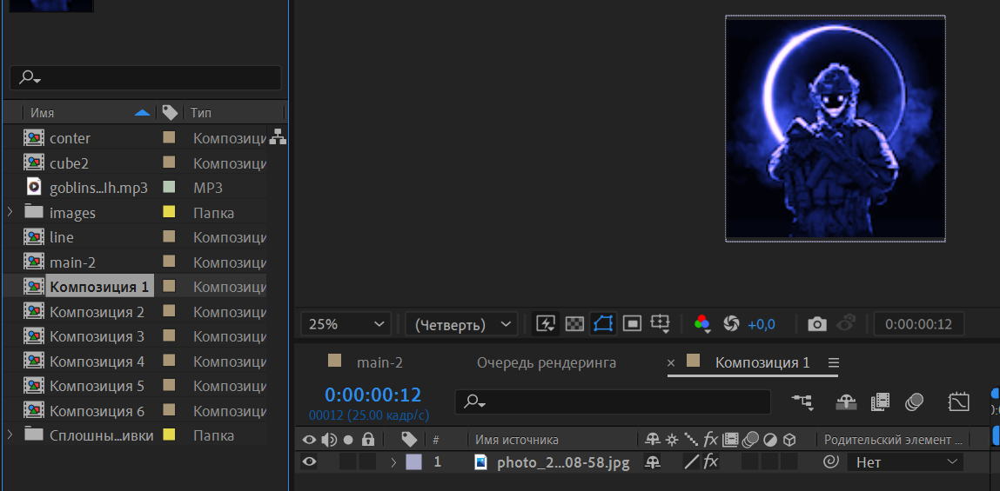 Имя Тип
conter Композици
cube2 Композици
goblins...lh.mp3 MP3
images Папка
line Композици
main-2 Композици
Композиция 1 Композици
Композиция 2 Композици
Композиция 3 Композици
Композиция 4 Композици
Композиция 5 Композици
Композиция 6 Композици
Сплошны...ивки Папка
25% (Четверть) +0,0 0:00:00:12
main-2 Очередь рендеринга × Композиция 1
0:00:00:12
00012 (25.00 кадр/с)
# Имя источника fx Родительский элемент ...
1 photo_2...08-58.jpg fx Нет